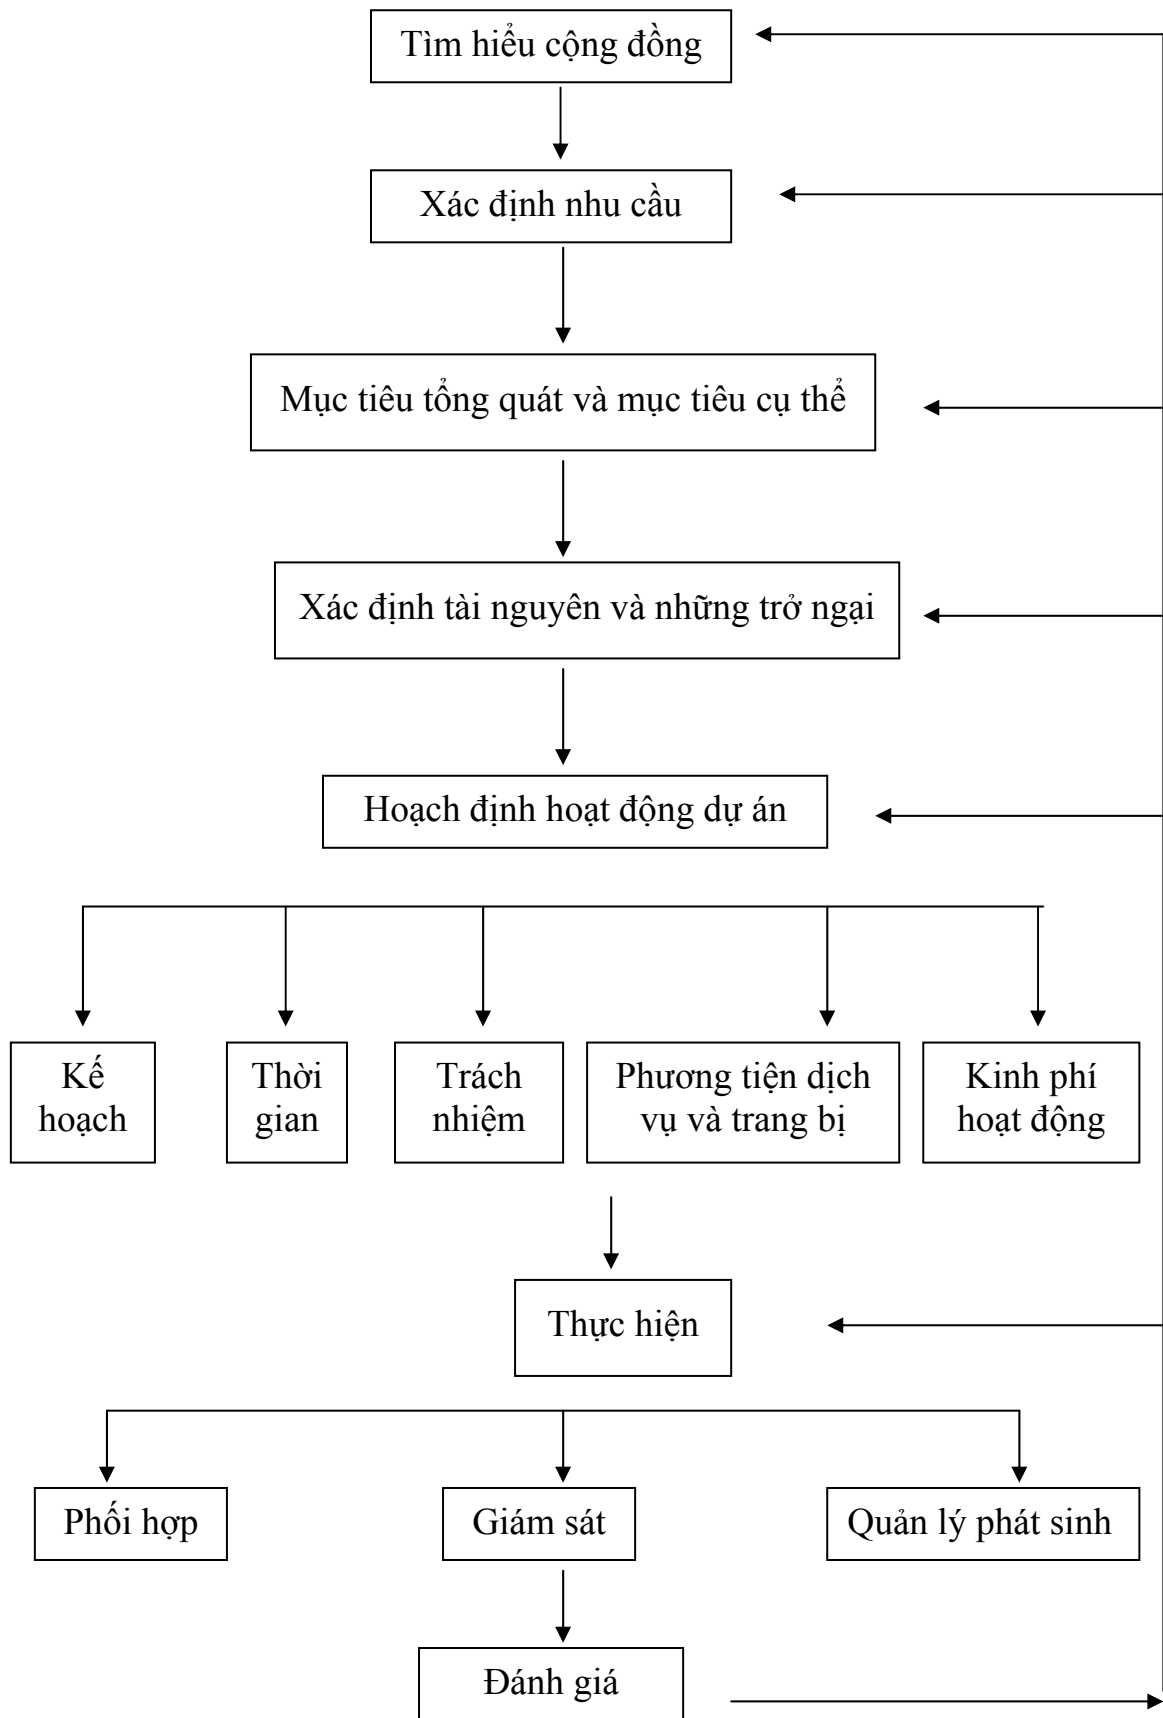 Tìm hiểu cộng đồng
Xác định nhu cầu
Mục tiêu tổng quát và mục tiêu cụ thể
Xác định tài nguyên và những trở ngại
Hoạch định hoạt động dự án
Kế
hoạch
Thời
gian
Trách
nhiệm
Phương tiện dịch
vụ và trang bị
Kinh phí
hoạt động
Thực hiện
Phối hợp
Giám sát
Quản lý phát sinh
Đánh giá